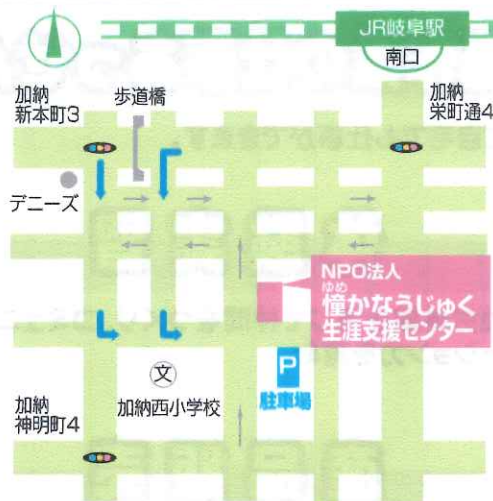 JR岐阜駅
南口
加納
新本町3
歩道橋
加納
栄町通4
デニーズ
NPO法人
ゆめ
憧かなうじゅく
生涯支援センター
P
駐車場
文
加納西小学校
加納
神明町4